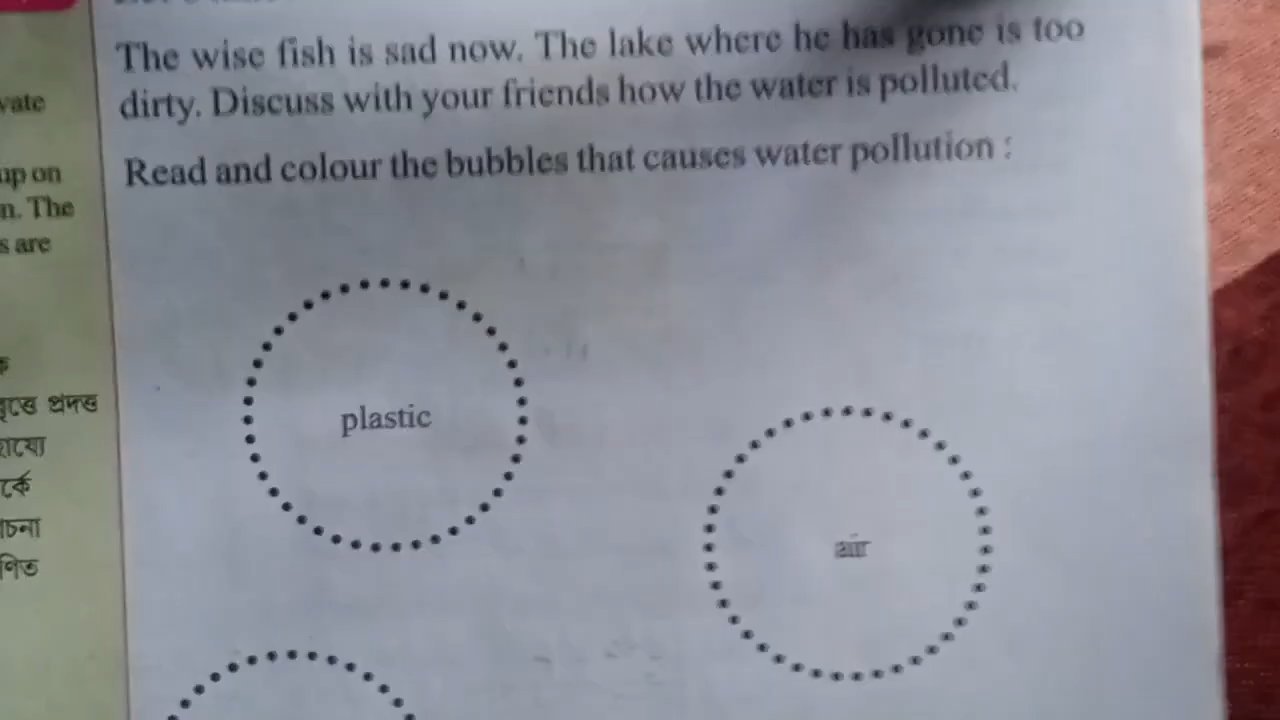 The wise fish is sad now. The lake where he has gone is too
dirty. Discuss with your friends how the water is polluted.
Read and colour the bubbles that causes water pollution :
plastic
air
vate
up on
n. The
s are
র্কে
চনা
ণিত